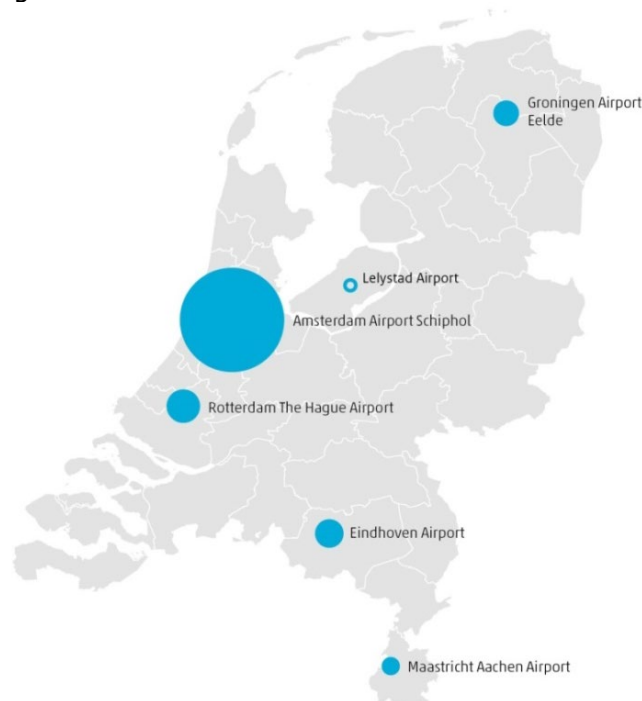 Groningen Airport
Eelde
Lelystad Airport
Amsterdam Airport Schiphol
Rotterdam The Hague Airport
Eindhoven Airport
Maastricht Aachen Airport